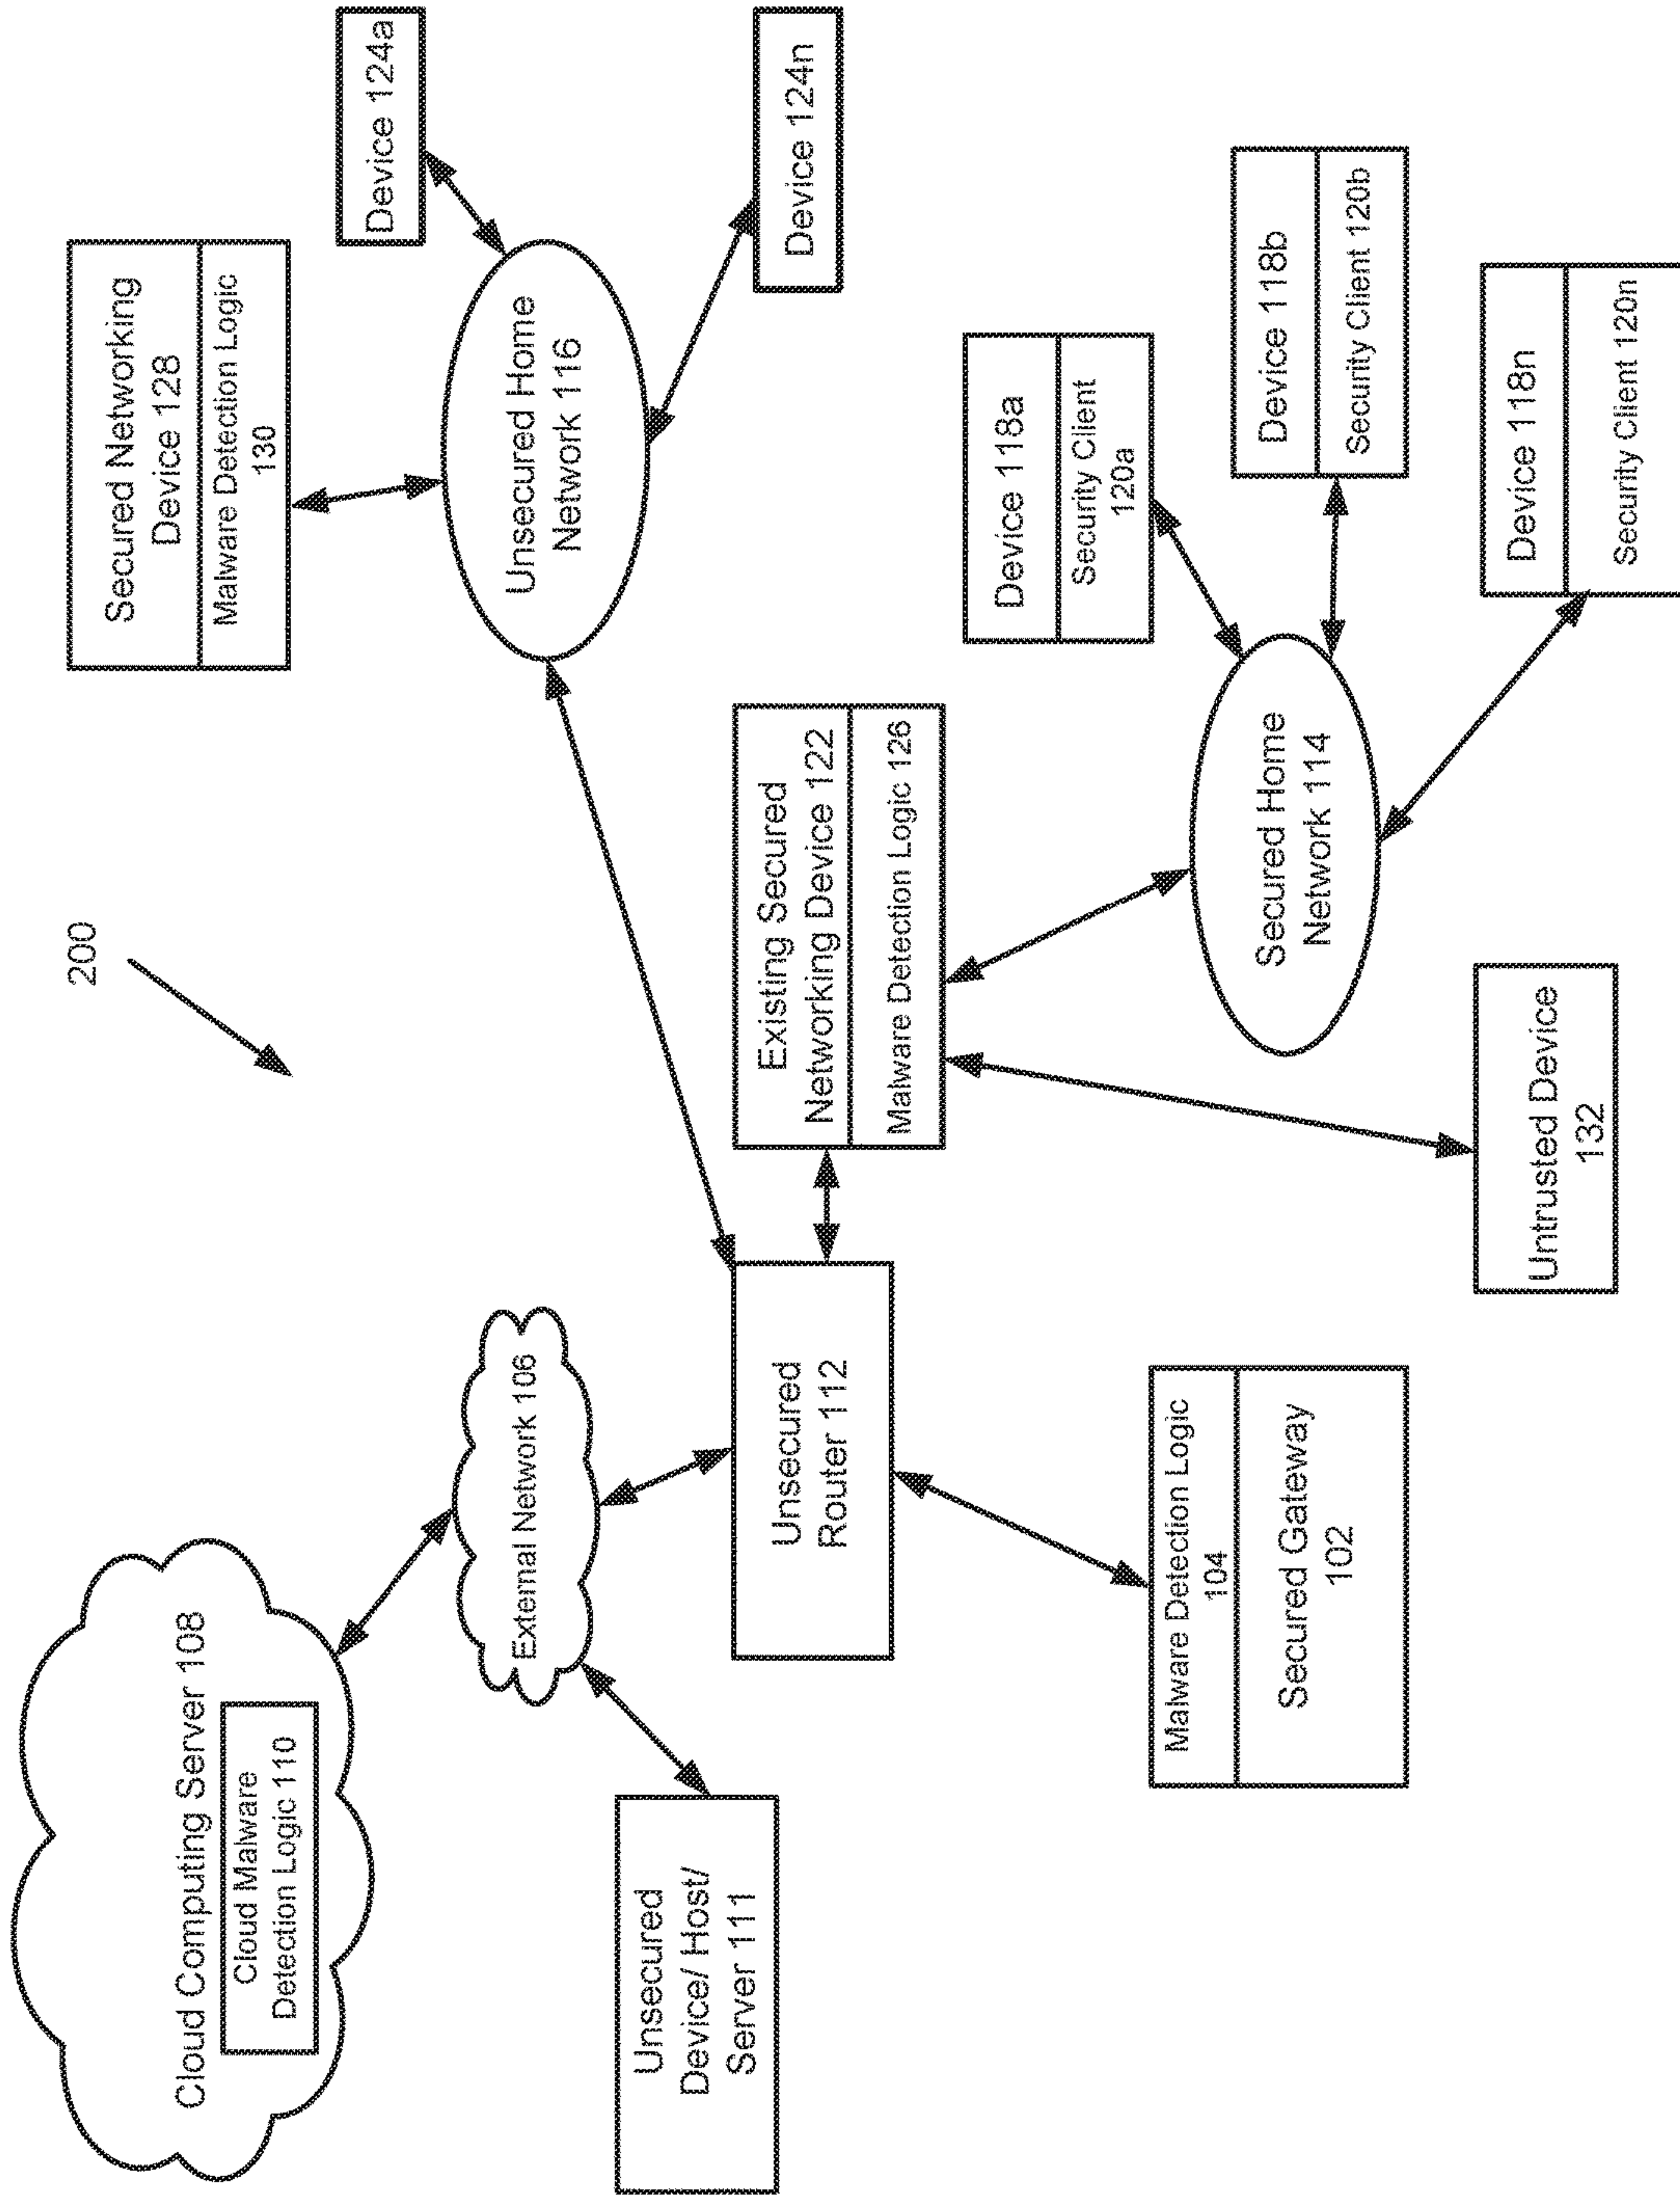 200
Cloud Computing Server 108
Cloud Malware
Detection Logic 110
External Network 106
Unsecured
Device/ Host/
Server 111
Unsecured
Router 112
Malware Detection Logic
104
Secured Gateway
102
Existing Secured
Networking Device 122
Malware Detection Logic 126
Untrusted Device
132
Secured Networking
Device 128
Malware Detection Logic
130
Unsecured Home
Network 116
Device 124a
Device 124n
Secured Home
Network 114
Device 118a
Security Client
120a
Device 118b
Security Client 120b
Device 118n
Security Client 120n